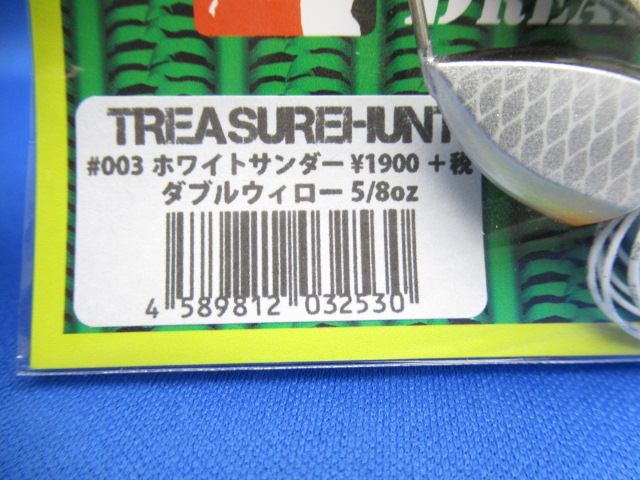 DREA
TREASUREHUNT
#003 ホワイトサンダー ¥1900 +税
ダブルウィロー 5/8oz
4 589812 032530